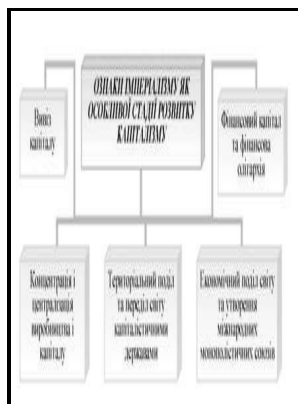 ОЗНАКИ ІМПЕРІАЛІЗМУ ЯК
ОСОБЛИВОЇ СТАДІЇ РОЗВИТКУ
КАПІТАЛІЗМУ
Вивіз
капіталу
Фінансовий капітал
та фінансова
олігархія
Концентрація і
централізація
виробництва і
капіталу
Територіальний поділ
та переділ світу
капіталістичними
державами
Економічний поділ світу
та утворення
міжнародних
монополістичних союзів